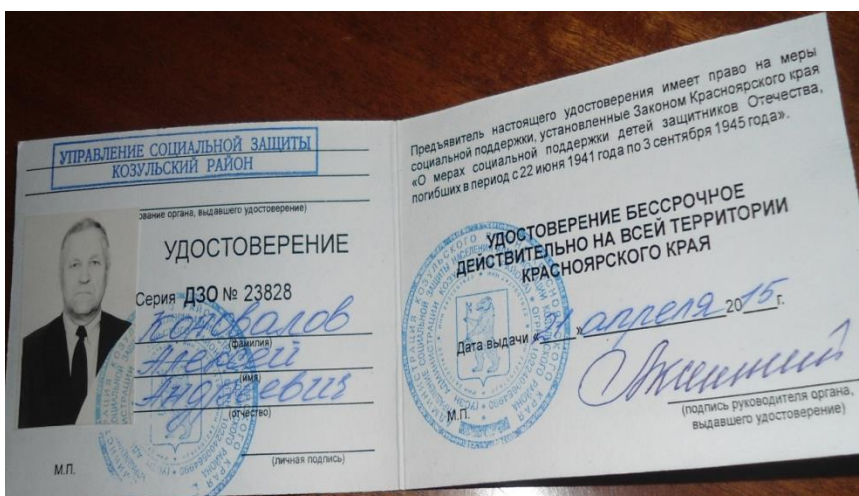 УПРАВЛЕНИЕ СОЦИАЛЬНОЙ ЗАЩИТЫ
КОЗУЛЬСКИЙ РАЙОН
органа, выдавшего удостоверение)
УДОСТОВЕРЕНИЕ
Серия ДЗО № 23828
Коновалов
(фамилия)
Алексей
(имя)
Андреевич
(отчество)
(личная подпись)
М.П.
Предъявитель настоящего удостоверения имеет право на меры
социальной поддержки, установленные Законом Красноярского края
«О мерах социальной поддержки детей защитников Отечества,
погибших в период с 22 июня 1941 года по 3 сентября 1945 года».
УДОСТОВЕРЕНИЕ БЕССРОЧНОЕ
ДЕЙСТВИТЕЛЬНО НА ВСЕЙ ТЕРРИТОРИИ
КРАСНОЯРСКОГО КРАЯ
Дата выдачи «21» апреля 2015 г.
М.П.
(подпись руководителя органа,
выдавшего удостоверение)